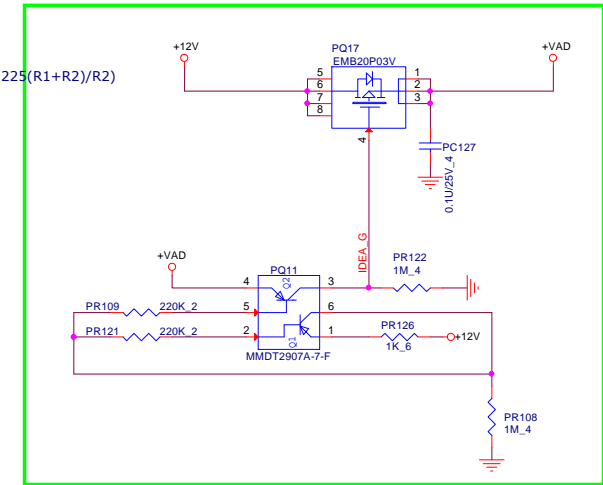 +12V
PQ17
EMB20P03V
+VAD
225(R1+R2)/R2)
5
6
7
8
1
2
3
4
PC127
0.1U/25V_4
IDEA_G
+VAD
PQ11
PR122
1M_4
4
Q2
3
PR109
220K_2
5
6
PR121
220K_2
2
Q1
1
PR126
1K_6
+12V
MMDT2907A-7-F
PR108
1M_4